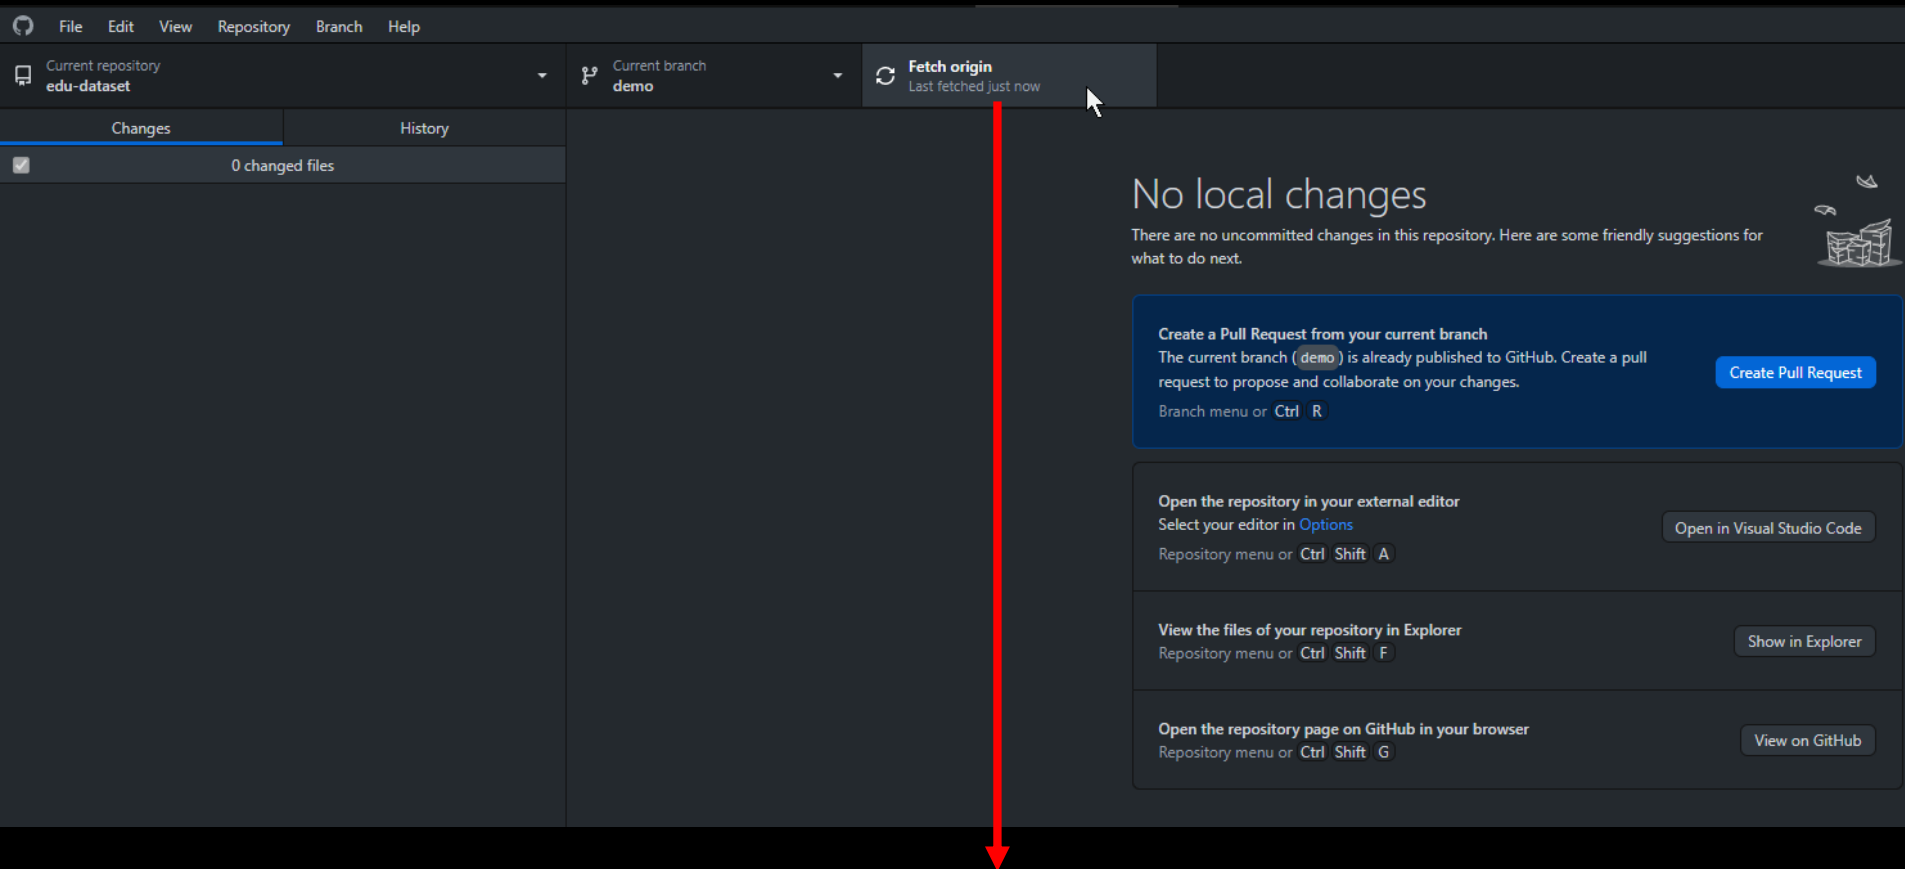 File Edit View Repository Branch Help
Current repository
edu-dataset
Current branch
demo
Fetch origin
Last fetched just now
Changes
History
0 changed files
No local changes
There are no uncommitted changes in this repository. Here are some friendly suggestions for
what to do next.
Create a Pull Request from your current branch
The current branch ( demo ) is already published to GitHub. Create a pull
request to propose and collaborate on your changes.
Branch menu or Ctrl R
Create Pull Request
Open the repository in your external editor
Select your editor in Options
Repository menu or Ctrl Shift A
Open in Visual Studio Code
View the files of your repository in Explorer
Repository menu or Ctrl Shift F
Show in Explorer
Open the repository page on GitHub in your browser
Repository menu or Ctrl Shift G
View on GitHub